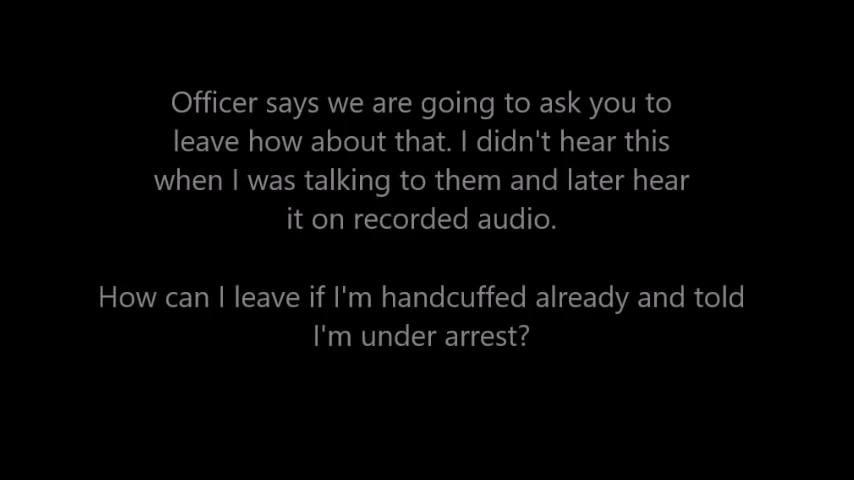 Officer says we are going to ask you to
leave how about that. I didn't hear this
when I was talking to them and later hear
it on recorded audio.
How can I leave if I'm handcuffed already and told
I'm under arrest?